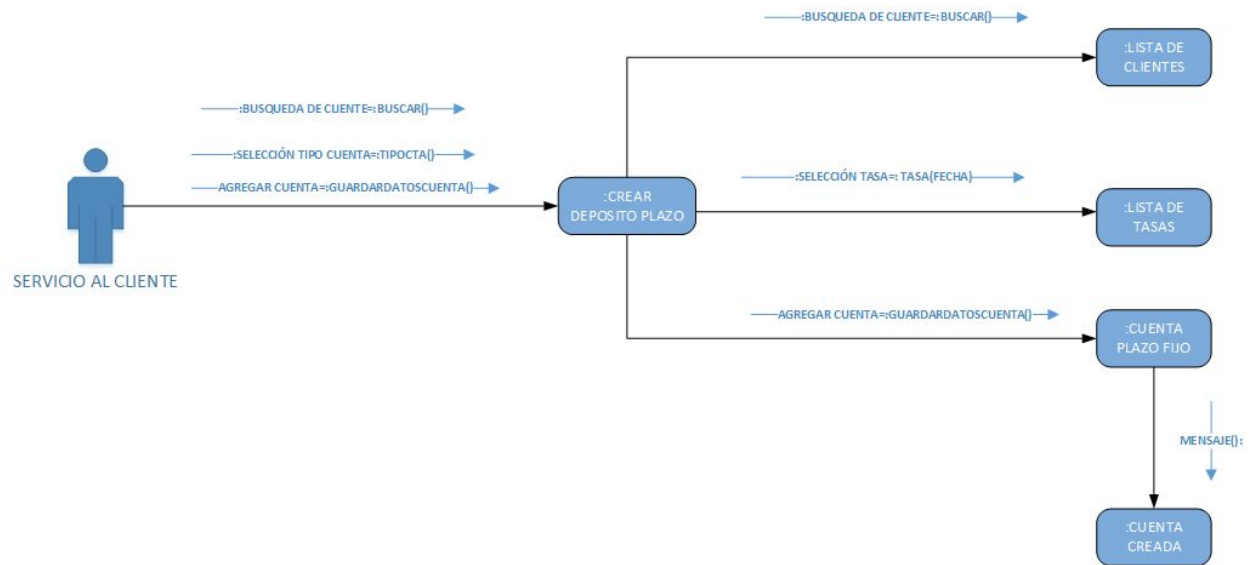 :BUSQUEDA DE CLIENTE=:BUSCAR()
:LISTA DE
CLIENTES
:BUSQUEDA DE CLIENTE=:BUSCAR()
:SELECCIÓN TIPO CUENTA=:TIPOCTA()
AGREGAR CUENTA=:GUARDARDATOSCUENTA()
:CREAR
DEPOSITO PLAZO
:SELECCIÓN TASA=: TASA(FECHA)
:LISTA DE
TASAS
SERVICIO AL CLIENTE
AGREGAR CUENTA=:GUARDARDATOSCUENTA()
:CUENTA
PLAZO FIJO
MENSAJE():
:CUENTA
CREADA